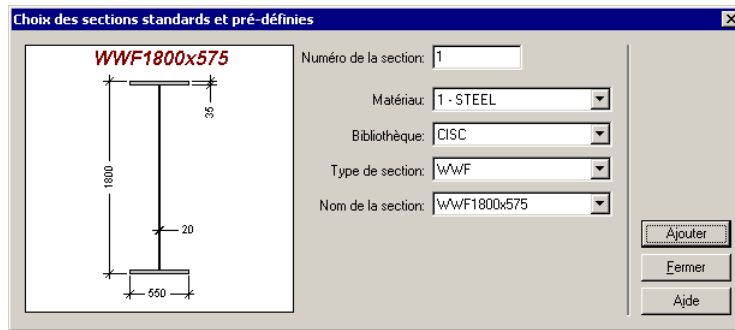 Choix des sections standards et pré-définies
WWF1800x575
35
1800
20
550
Numéro de la section: 1
Matériau: 1 - STEEL
Bibliothèque: CISC
Type de section: WWF
Nom de la section: WWF1800x575
Ajouter
Fermer
Aide